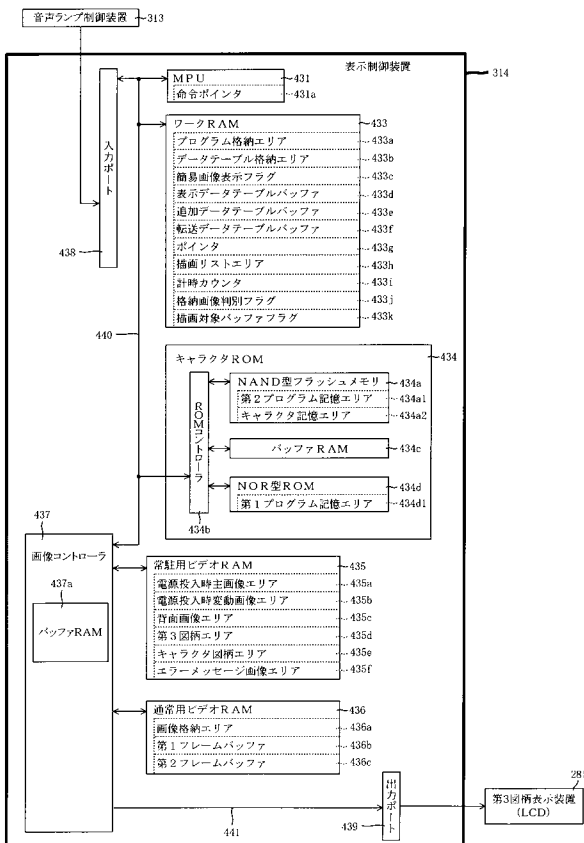 音声ランプ制御装置
313
表示制御装置
314
MPU
431
命令ポインタ
431a
入力ポート
438
ワークRAM
433
プログラム格納エリア
433a
データテーブル格納エリア
433b
簡易画像表示フラグ
433c
表示データテーブルバッファ
433d
追加データテーブルバッファ
433e
転送データテーブルバッファ
433f
ポインタ
433g
描画リストエリア
433h
計時カウンタ
433i
格納画像判別フラグ
433j
描画対象バッファフラグ
433k
440
キャラクタROM
434
ROMコントローラ
434b
NAND型フラッシュメモリ
434a
第2プログラム記憶エリア
434a1
キャラクタ記憶エリア
434a2
バッファRAM
434c
NOR型ROM
434d
第1プログラム記憶エリア
434d1
437
画像コントローラ
437a
バッファRAM
常駐用ビデオRAM
435
電源投入時主画像エリア
435a
電源投入時変動画像エリア
435b
背面画像エリア
435c
第3図柄エリア
435d
キャラクタ図柄エリア
435e
エラーメッセージ画像エリア
435f
通常用ビデオRAM
436
画像格納エリア
436a
第1フレームバッファ
436b
第2フレームバッファ
436c
441
出力ポート
439
281
第3図柄表示装置
(LCD)